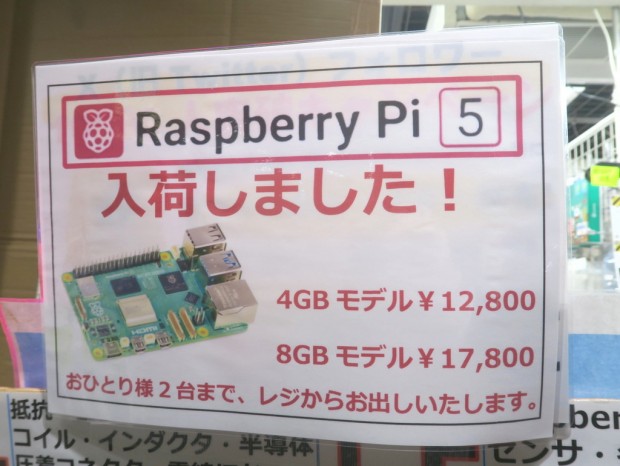 Raspberry Pi 5
入荷しました！
4GB モデル￥12,800
8GB モデル￥17,800
おひとり様２台まで、レジからお出しいたします。
HDMI
抵抗
コイル・インダクタ・半導体
センサ・